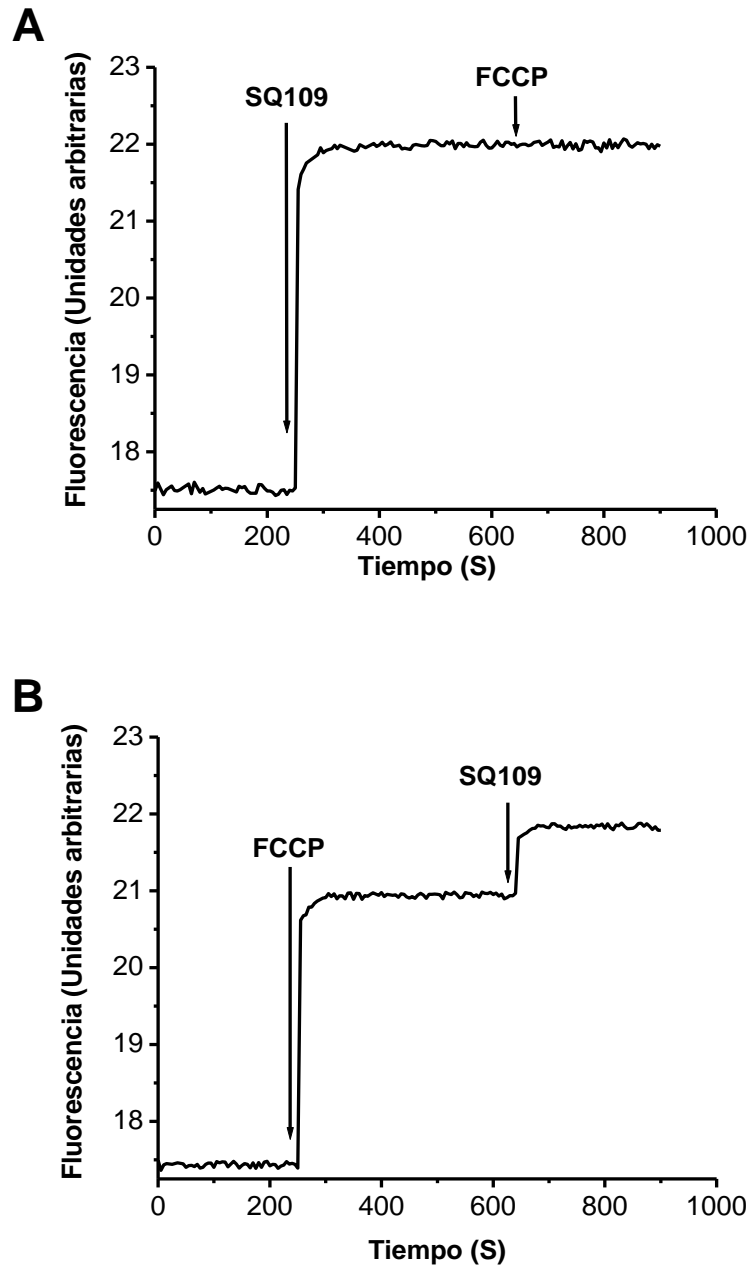 A
SQ109
FCCP
Fluorescencia (Unidades arbitrarias)
23
22
21
20
19
18
0 200 400 600 800 1000
Tiempo (S)
B
SQ109
FCCP
Fluorescencia (Unidades arbitrarias)
23
22
21
20
19
18
0 200 400 600 800 1000
Tiempo (S)